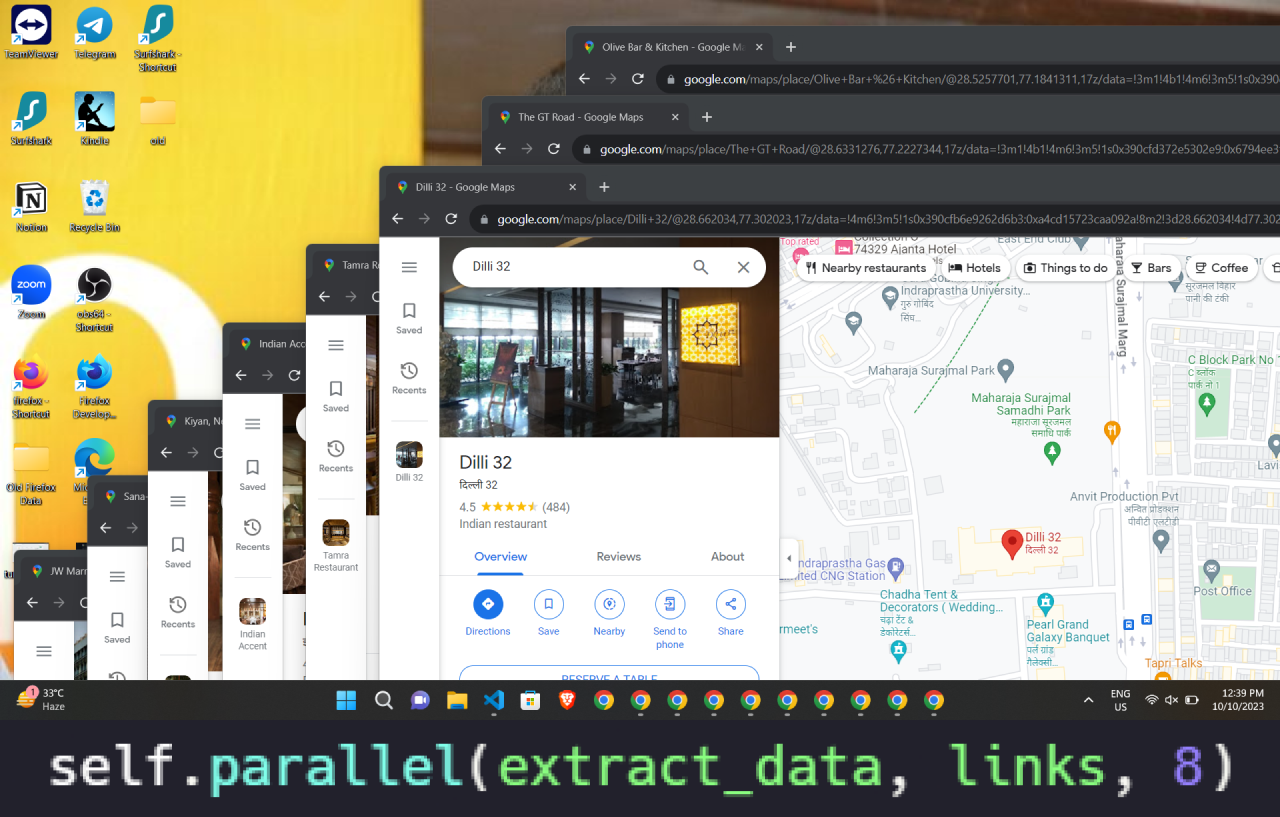 TeamViewer
Telegram
Surfshark -
Shortcut
Surfshark
Kindle
old
Notion
Recycle Bin
Zoom
obs64 -
Shortcut
firefox -
Shortcut
Firefox
Develop...
Old Firefox
Data
Olive Bar & Kitchen - Google Ma
google.com/maps/place/Olive+Bar+%26+Kitchen/@28.5257701,77.1841311,17z/data=!3m1!4b1!4m6!3m5!1s0x390
The GT Road - Google Maps
google.com/maps/place/The+GT+Road/@28.6331276,77.2227344,17z/data=!3m1!4b1!4m6!3m5!1s0x390cfd372e5302e9:0x6794ee3
Dilli 32 - Google Maps
google.com/maps/place/Dilli+32/@28.662034,77.302023,17z/data=!4m6!3m5!1s0x390cfb6e9262d6b3:0xa4cd15723caa092a!8m2!3d28.662034!4d77.302
Tamra Re
Saved
Recents
Tamra
Restaurant
Indian Acc
Saved
Recents
Indian
Accent
Kiyan, Ne
Saved
Recents
Sana-
Saved
JW Marr
Saved
Recents
Dilli 32
Dilli 32
Dilli 32
दिल्ली 32
4.5 (484)
Indian restaurant
Overview Reviews About
Directions Save Nearby Send to
phone Share
RESERVE A TABLE
Top rated
74329 Ajanta Hotel
East End Club
Nearby restaurants Hotels Things to do Bars Coffee
Indraprastha University...
गुरु गोबिंद
सिंघ...
सूरजमल विहार
पानी की टंकी
Maharaja Surajmal Marg
Maharaja Surajmal Park
C Block Park No
C ब्लॉक
पार्क नो 1
Maharaja Surajmal
Samadhi Park
महाराजा सूरजमल
समाधि पार्क
Lavi
Anvit Production Pvt
अन्वित प्रोडक्शन
पीवीटी एलटीडी
Dilli 32
दिल्ली 32
ndraprastha Gas
imited CNG Station
Post Office
Chadha Tent &
Decorators ( Wedding...
चड्ढा टेंट &
डेकोरेटर्स...
Pearl Grand
Galaxy Banquet
पर्ल ग्रांड
गैलेक्सी...
rmeet's
Tapri Talks
1
33°C
Haze
ENG
US
12:39 PM
10/10/2023
self.parallel(extract_data, links, 8)